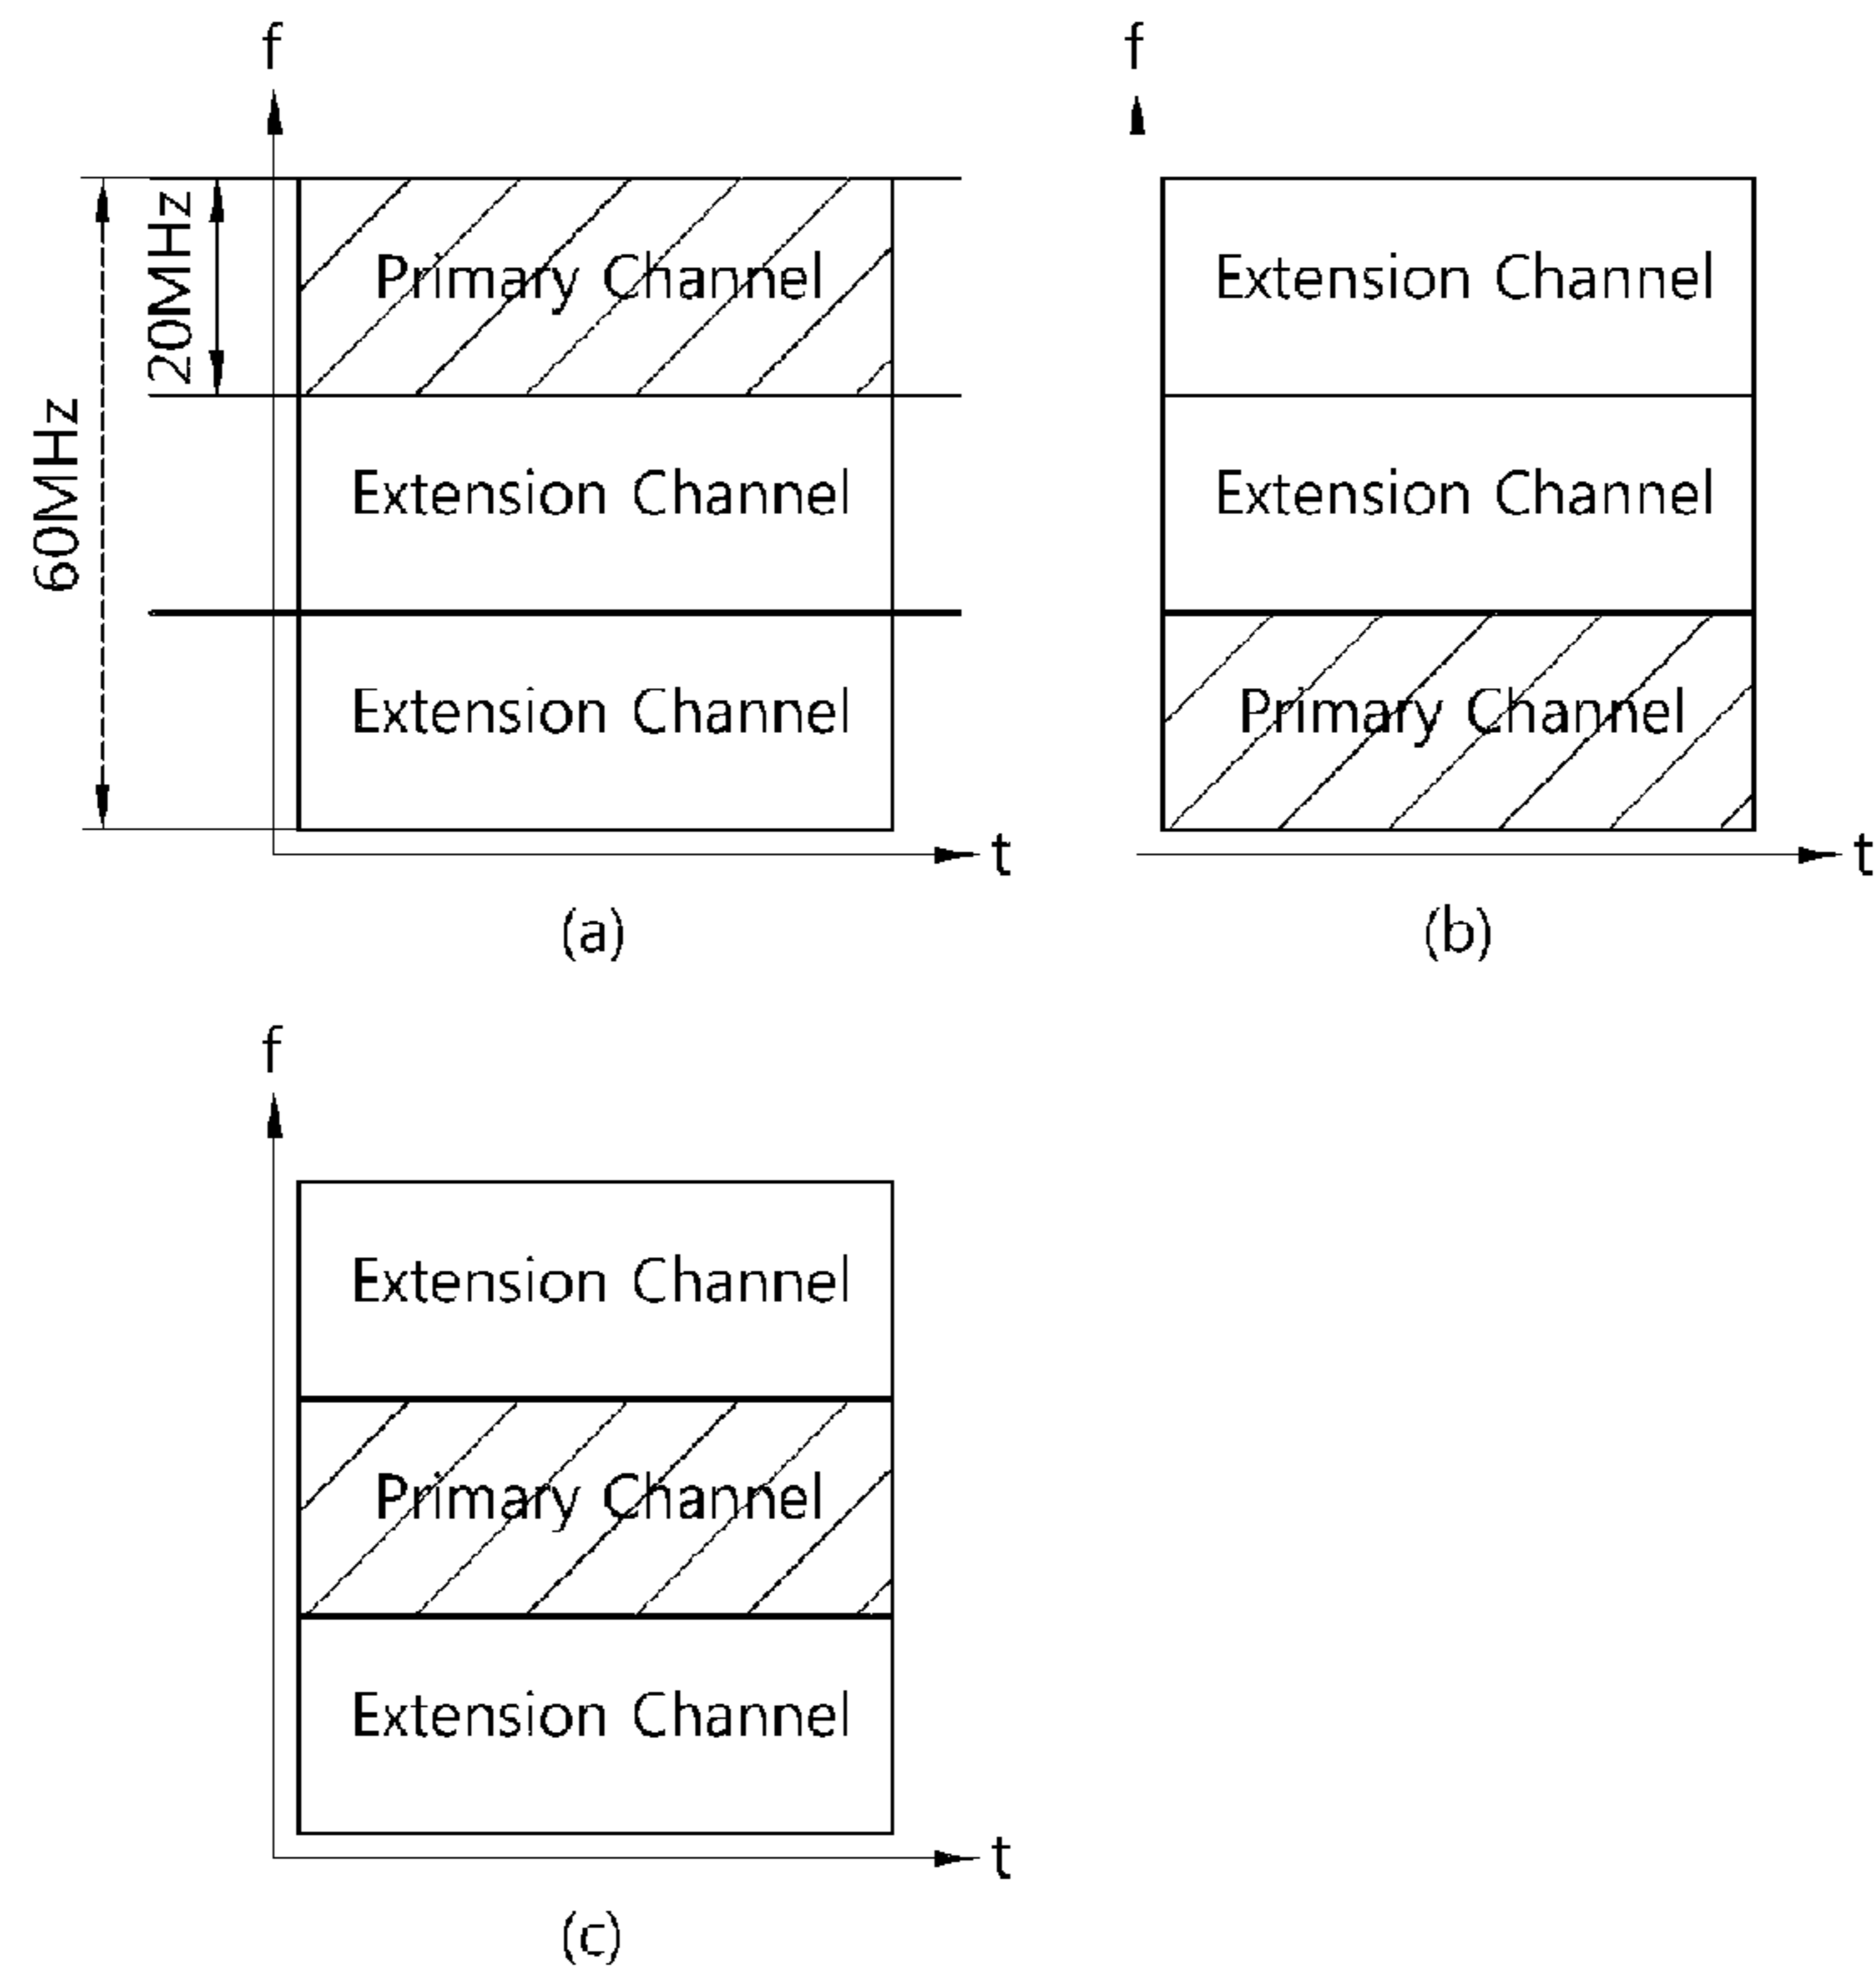 f
20MHz
60MHz
Primary Channel
Extension Channel
Extension Channel
t
(a)
f
Extension Channel
Extension Channel
Primary Channel
t
(b)
f
Extension Channel
Primary Channel
Extension Channel
t
(c)